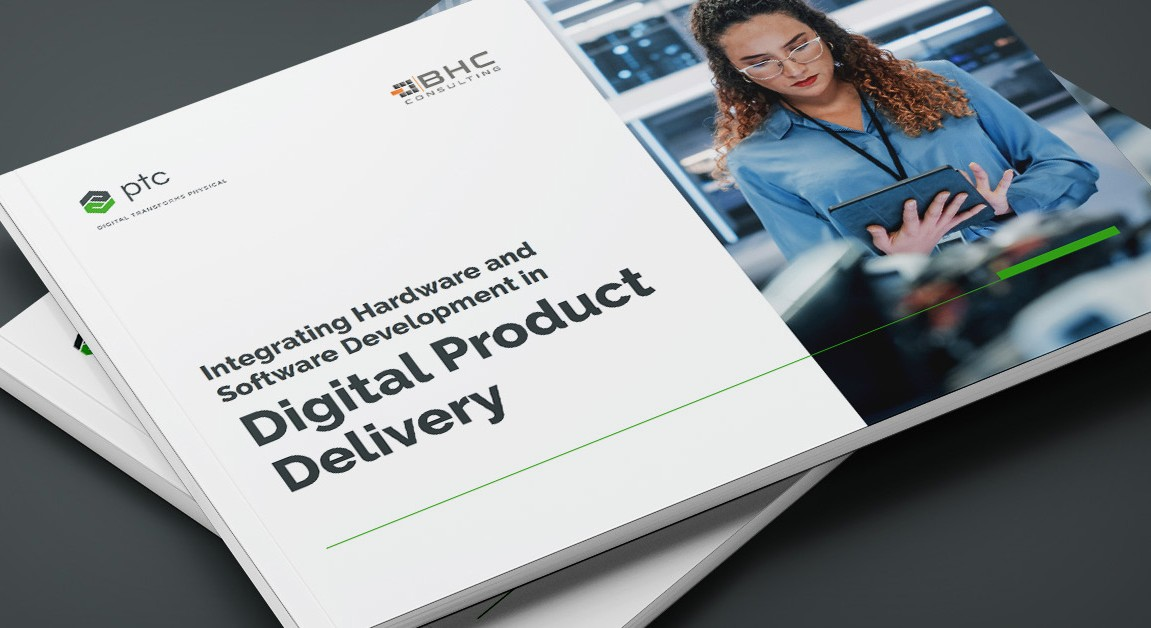 BHC
CONSULTING
ptc
DIGITAL TRANSFORMS PHYSICAL
Integrating Hardware and
Software Development in
Digital Product
Delivery